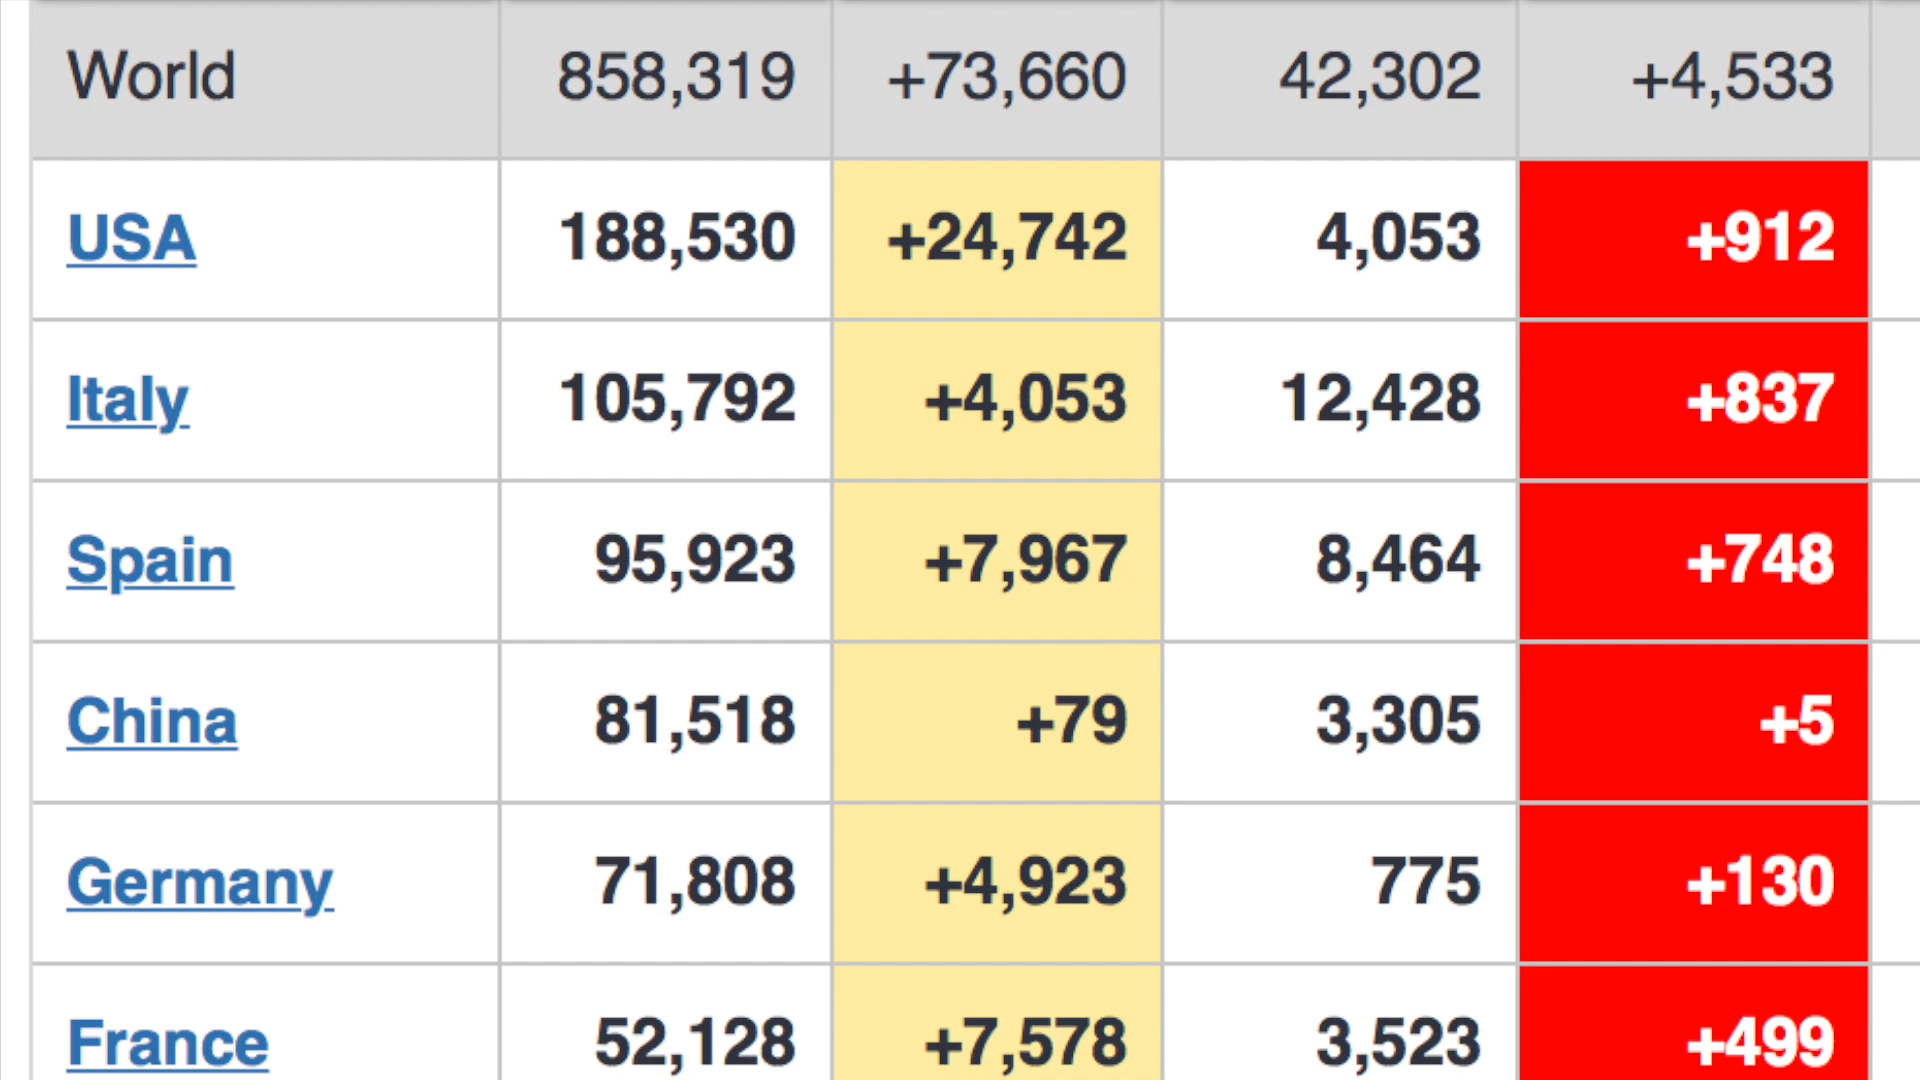 World 858,319 +73,660 42,302 +4,533
USA 188,530 +24,742 4,053 +912
Italy 105,792 +4,053 12,428 +837
Spain 95,923 +7,967 8,464 +748
China 81,518 +79 3,305 +5
Germany 71,808 +4,923 775 +130
France 52,128 +7,578 3,523 +499